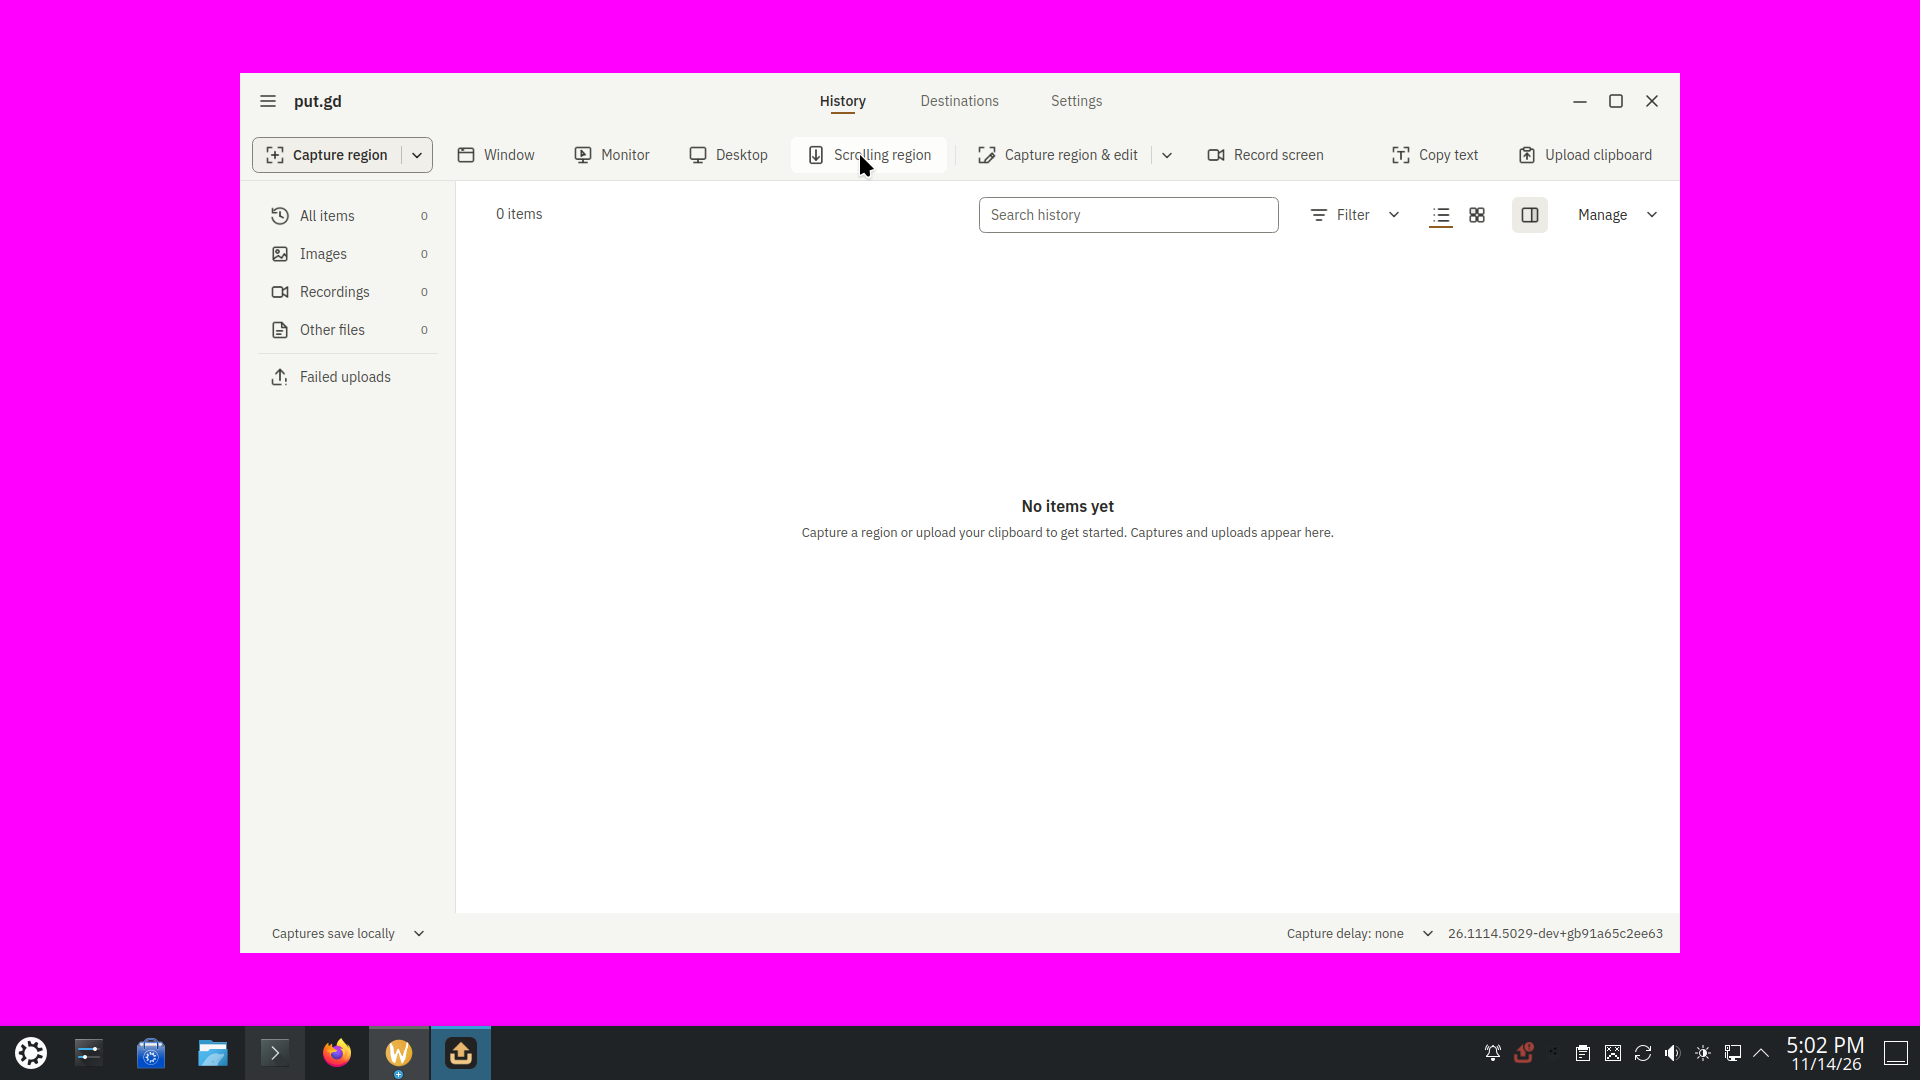 put.gd
History
Destinations
Settings
Capture region
Window
Monitor
Desktop
Scrolling region
Capture region & edit
Record screen
Copy text
Upload clipboard
All items 0
Images 0
Recordings 0
Other files 0
Failed uploads
0 items
Search history
Filter
Manage
No items yet
Capture a region or upload your clipboard to get started. Captures and uploads appear here.
Captures save locally
Capture delay: none
26.1114.5029-dev+gb91a65c2ee63
5:02 PM
11/14/26